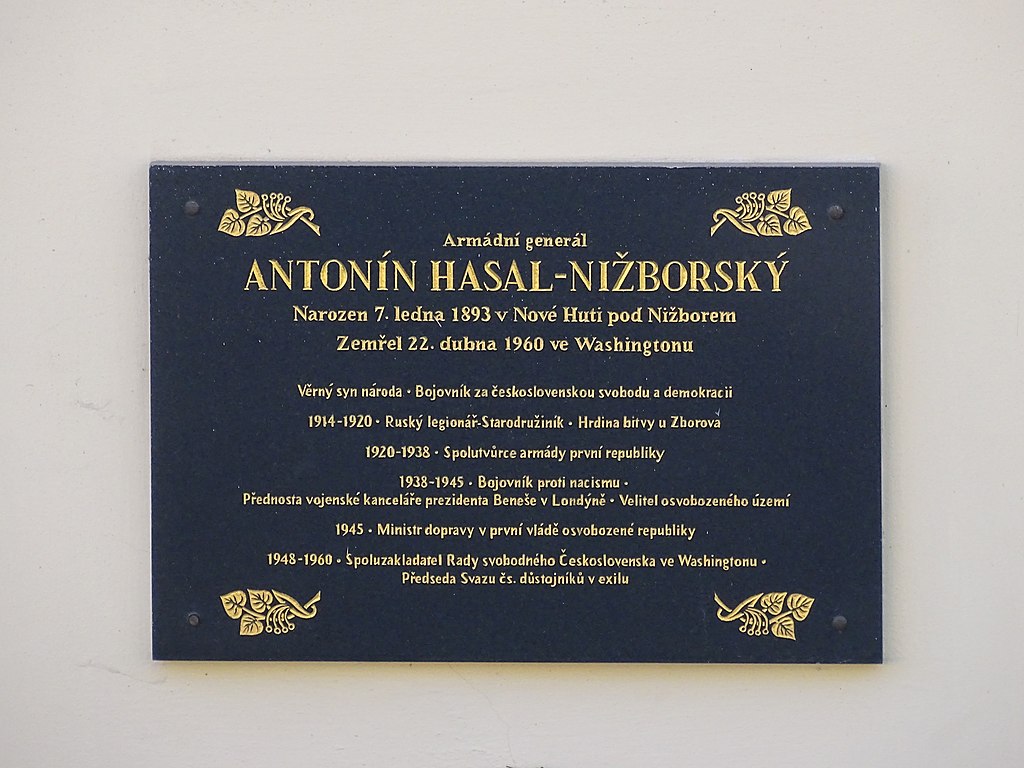 Armádní generál
ANTONÍN HASAL-NIŽBORSKÝ
Narozen 7. ledna 1893 v Nové Huti pod Nižborem
Zemřel 22. dubna 1960 ve Washingtonu
Věrný syn národa • Bojovník za československou svobodu a demokracii
1914-1920 • Ruský legionář-Starodružiník • Hrdina bitvy u Zborova
1920-1938 • Spolutvůrce armády první republiky
1938-1945 • Bojovník proti nacismu •
Přednosta vojenské kanceláře prezidenta Beneše v Londýně • Velitel osvobozeného území
1945 • Ministr dopravy v první vládě osvobozené republiky
1948-1960 • Spoluzakladatel Rady svobodného Československa ve Washingtonu •
Předseda Svazu čs. důstojníků v exilu